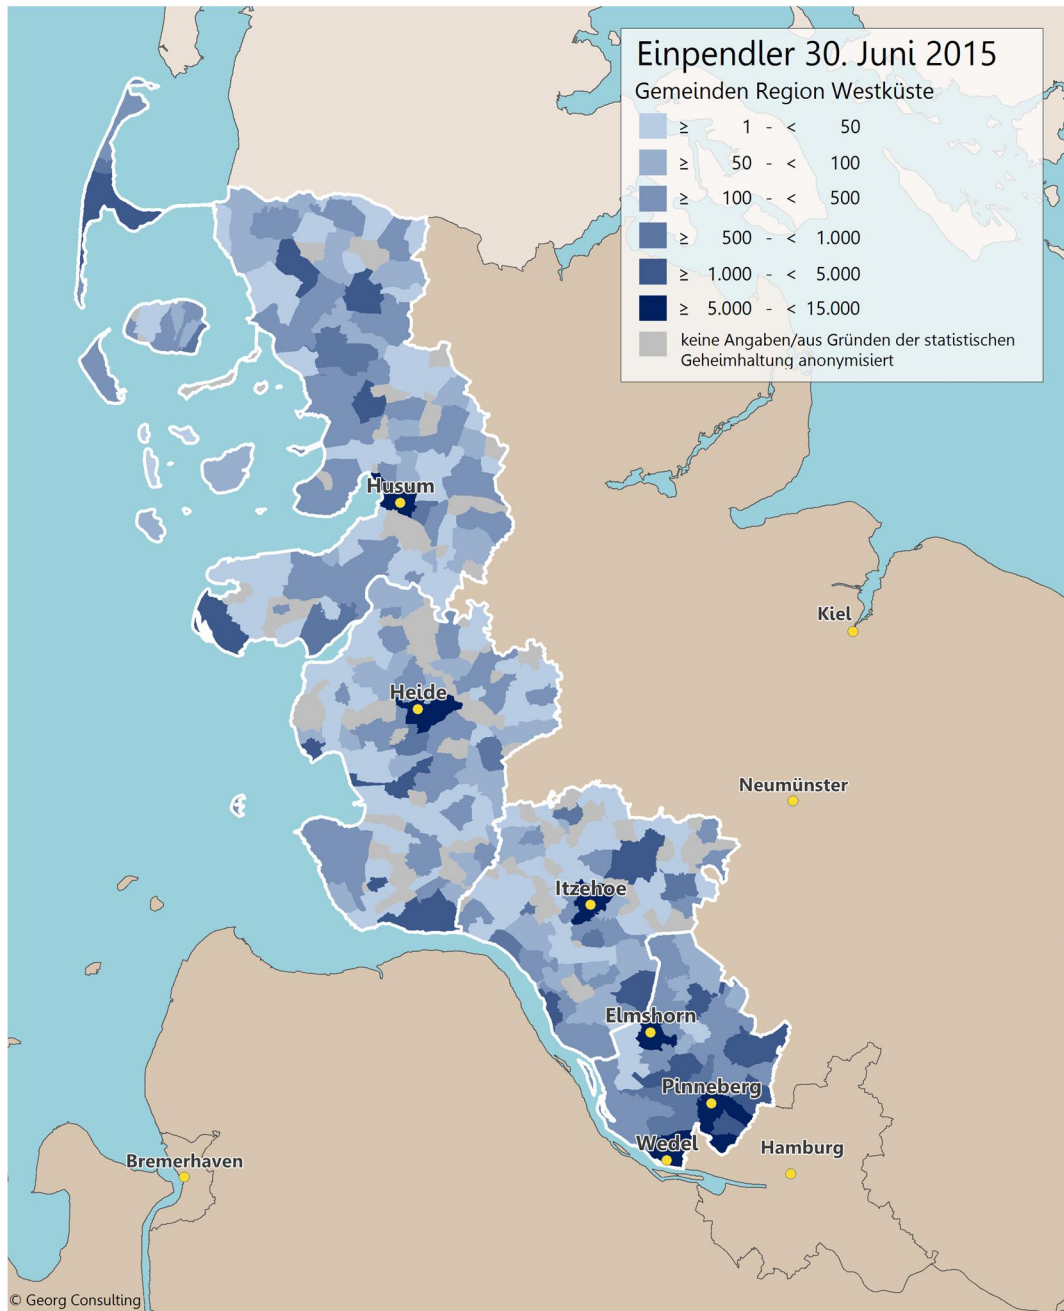 Einpendler 30. Juni 2015
Gemeinden Region Westküste
≥ 1 - < 50
≥ 50 - < 100
≥ 100 - < 500
≥ 500 - < 1.000
≥ 1.000 - < 5.000
≥ 5.000 - < 15.000
keine Angaben/aus Gründen der statistischen
Geheimhaltung anonymisiert
Husum
Kiel
Heide
Neumünster
Itzehoe
Elmshorn
Pinneberg
Wedel
Hamburg
Bremerhaven
© Georg Consulting